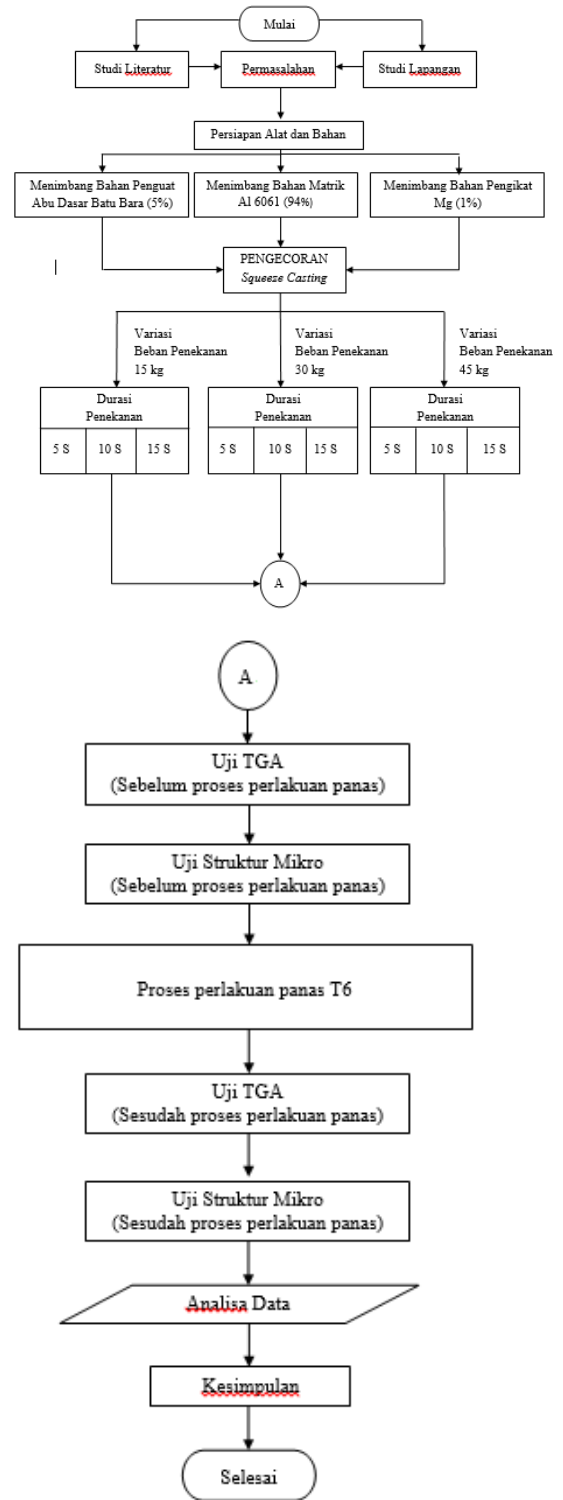 Mulai
Studi Literatur
Permasalahan
Studi Lapangan
Persiapan Alat dan Bahan
Menimbang Bahan Penguat
Abu Dasar Batu Bara (5%)
Menimbang Bahan Matrik
Al 6061 (94%)
Menimbang Bahan Pengikat
Mg (1%)
PENGECORAN
Squeeze Casting
Variasi
Beban Penekanan
15 kg
Variasi
Beban Penekanan
30 kg
Variasi
Beban Penekanan
45 kg
Durasi
Penekanan
5 S
10 S
15 S
Durasi
Penekanan
5 S
10 S
15 S
Durasi
Penekanan
5 S
10 S
15 S
A
A
Uji TGA
(Sebelum proses perlakuan panas)
Uji Struktur Mikro
(Sebelum proses perlakuan panas)
Proses perlakuan panas T6
Uji TGA
(Sesudah proses perlakuan panas)
Uji Struktur Mikro
(Sesudah proses perlakuan panas)
Analisa Data
Kesimpulan
Selesai